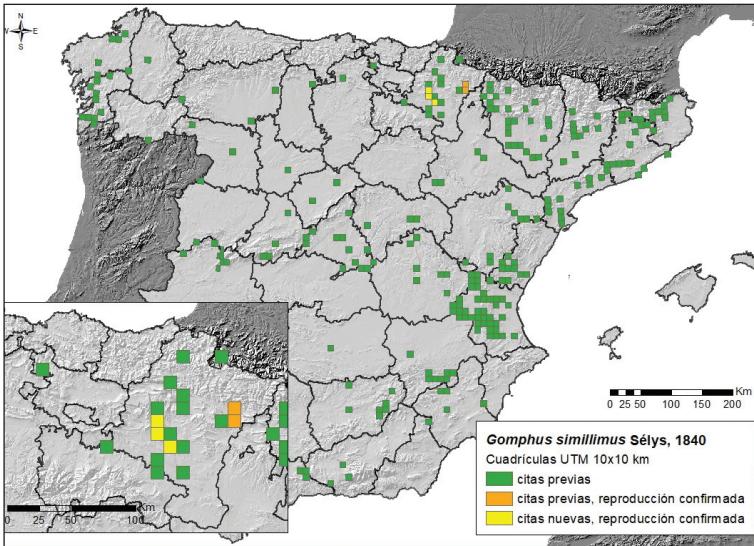 N
W E
S
Km
0 25 50 100 150 200
Km
0 25 50 100
Gomphus simillimus Sélys, 1840
Cuadrículas UTM 10x10 km
citas previas
citas previas, reproducción confirmada
citas nuevas, reproducción confirmada